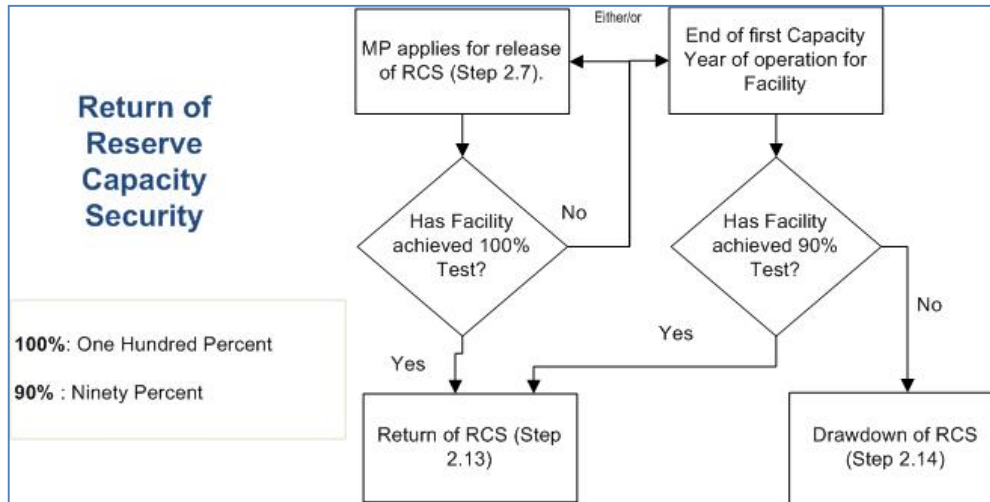 Either/or
MP applies for release
of RCS (Step 2.7).
End of first Capacity
Year of operation for
Facility
Return of
Reserve
Capacity
Security
Has Facility
achieved 100%
Test?
No
Has Facility
achieved 90%
Test?
No
100%: One Hundred Percent
90% : Ninety Percent
Yes
Yes
Return of RCS (Step
2.13)
Drawdown of RCS
(Step 2.14)